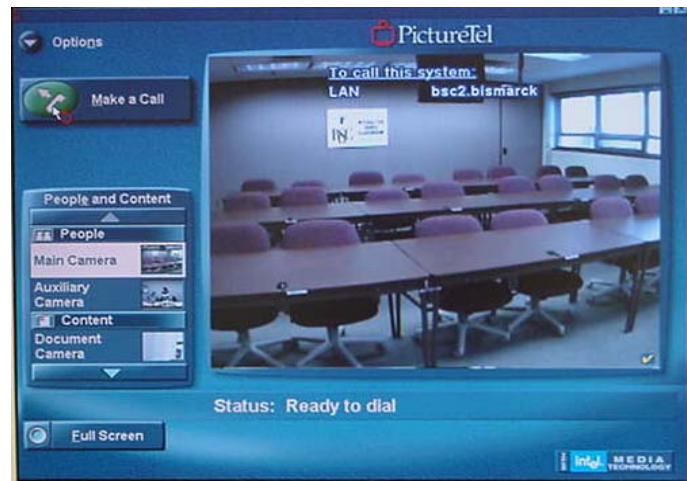 Options
PictureTel
Make a Call
To call this system:
LAN bsc2.bismarck
BSC
People and Content
People
Main Camera
Auxiliary
Camera
Content
Document
Camera
Status: Ready to dial
Full Screen
intel MEDIA
TECHNOLOGY